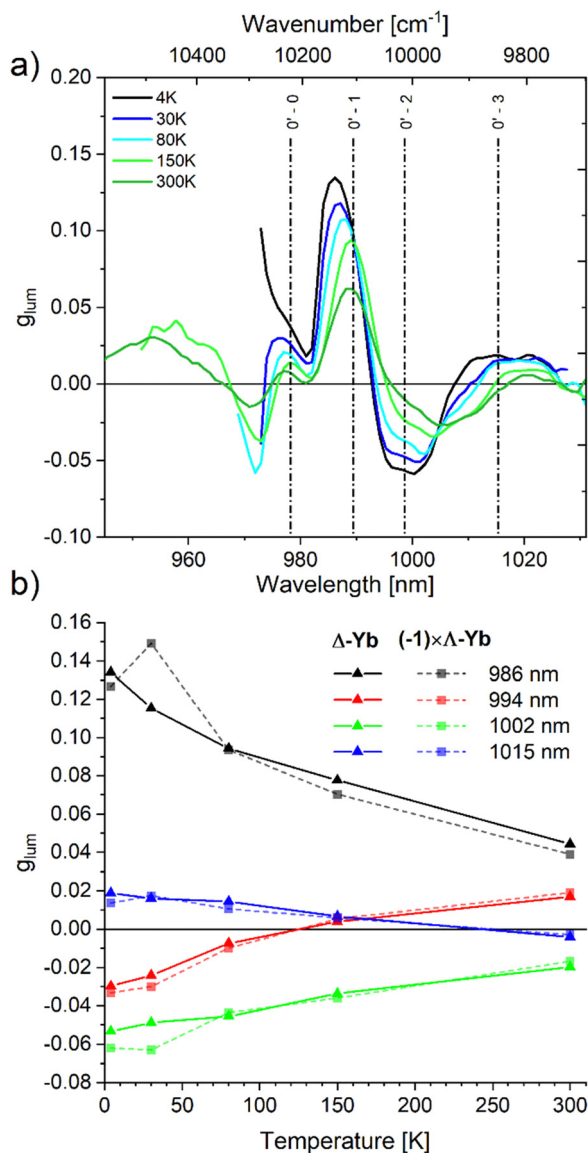 Wavenumber [cm⁻¹]
10400 10200 10000 9800
a)
0.20
0.15
0.10
0.05
0.00
-0.05
-0.10
g_lum
4K
30K
80K
150K
300K
0' - 0
0' - 1
0' - 2
0' - 3
960 980 1000 1020
Wavelength [nm]
b)
0.16
0.14
0.12
0.10
0.08
0.06
0.04
0.02
0.00
-0.02
-0.04
-0.06
-0.08
g_lum
Δ-Yb (-1)×Λ-Yb
986 nm
994 nm
1002 nm
1015 nm
0 50 100 150 200 250 300
Temperature [K]